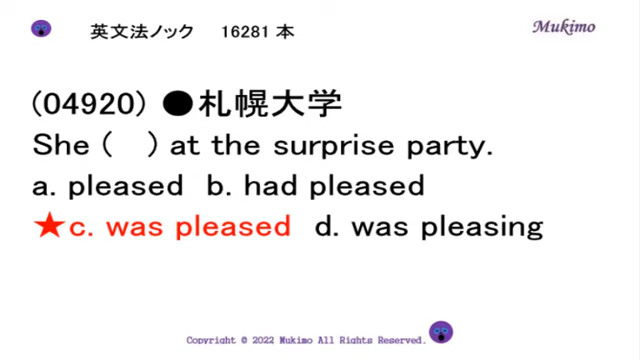 英文法ノック 16281 本 Mukimo
(04920) ●札幌大学
She ( ) at the surprise party.
a. pleased b. had pleased
★c. was pleased d. was pleasing
Copyright © 2022 Mukimo All Rights Reserved.